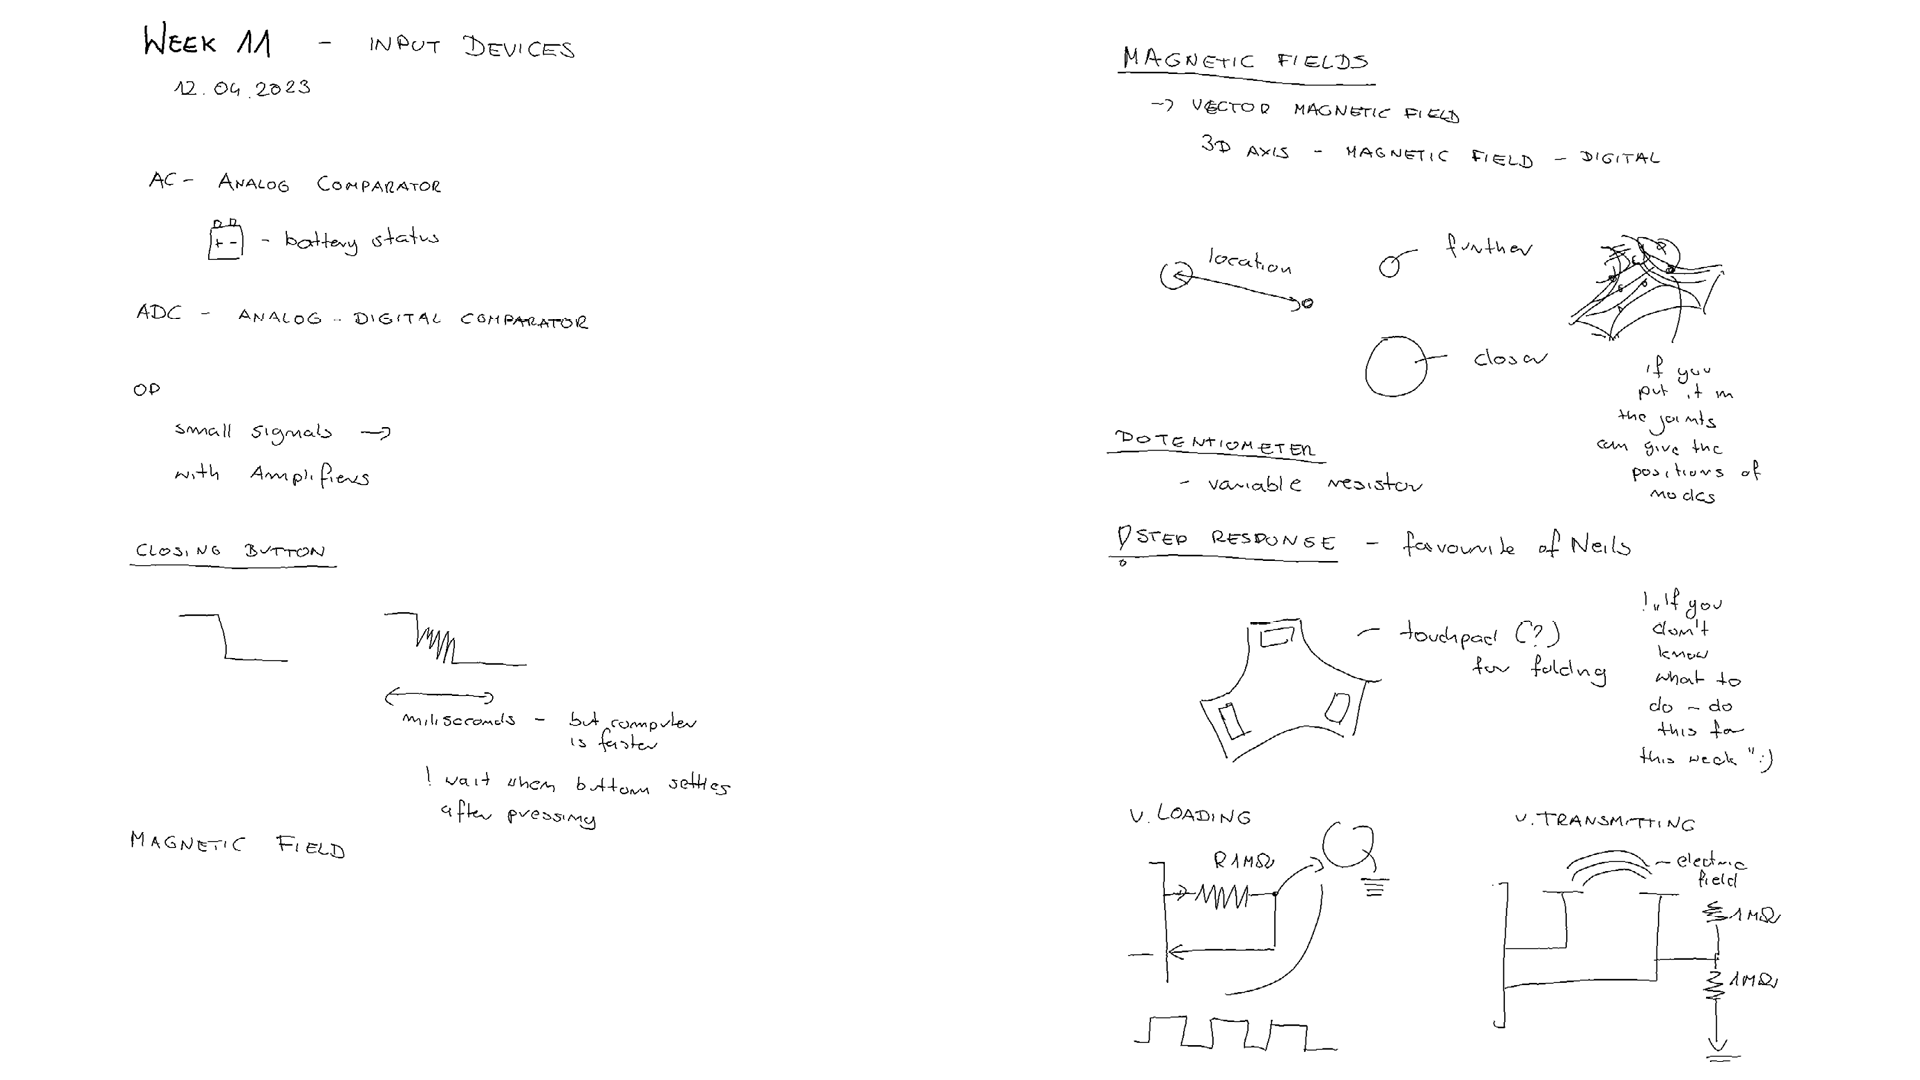 WEEK 11 - INPUT DEVICES
12.04.2023
AC - ANALOG COMPARATOR
+ - - battery status
ADC - ANALOG - DIGITAL COMPARATOR
OP
small signals →
with Amplifiers
CLOSING BUTTON
miliseconds - but computer
is faster
! wait when button settles
after pressing
MAGNETIC FIELD
MAGNETIC FIELDS
→ VECTOR MAGNETIC FIELD
3D AXIS - MAGNETIC FIELD - DIGITAL
location
further
closer
if you
put it in
the joints
can give the
positions of
nodes
POTENTIOMETER
- variable resistor
STEP RESPONSE - favourite of Neils
touchpad (?)
for folding
! "If you
don't
know
what to
do - do
this for
this week" :)
v. LOADING
R 1MΩ
v. TRANSMITTING
electric
field
1MΩ
1MΩ